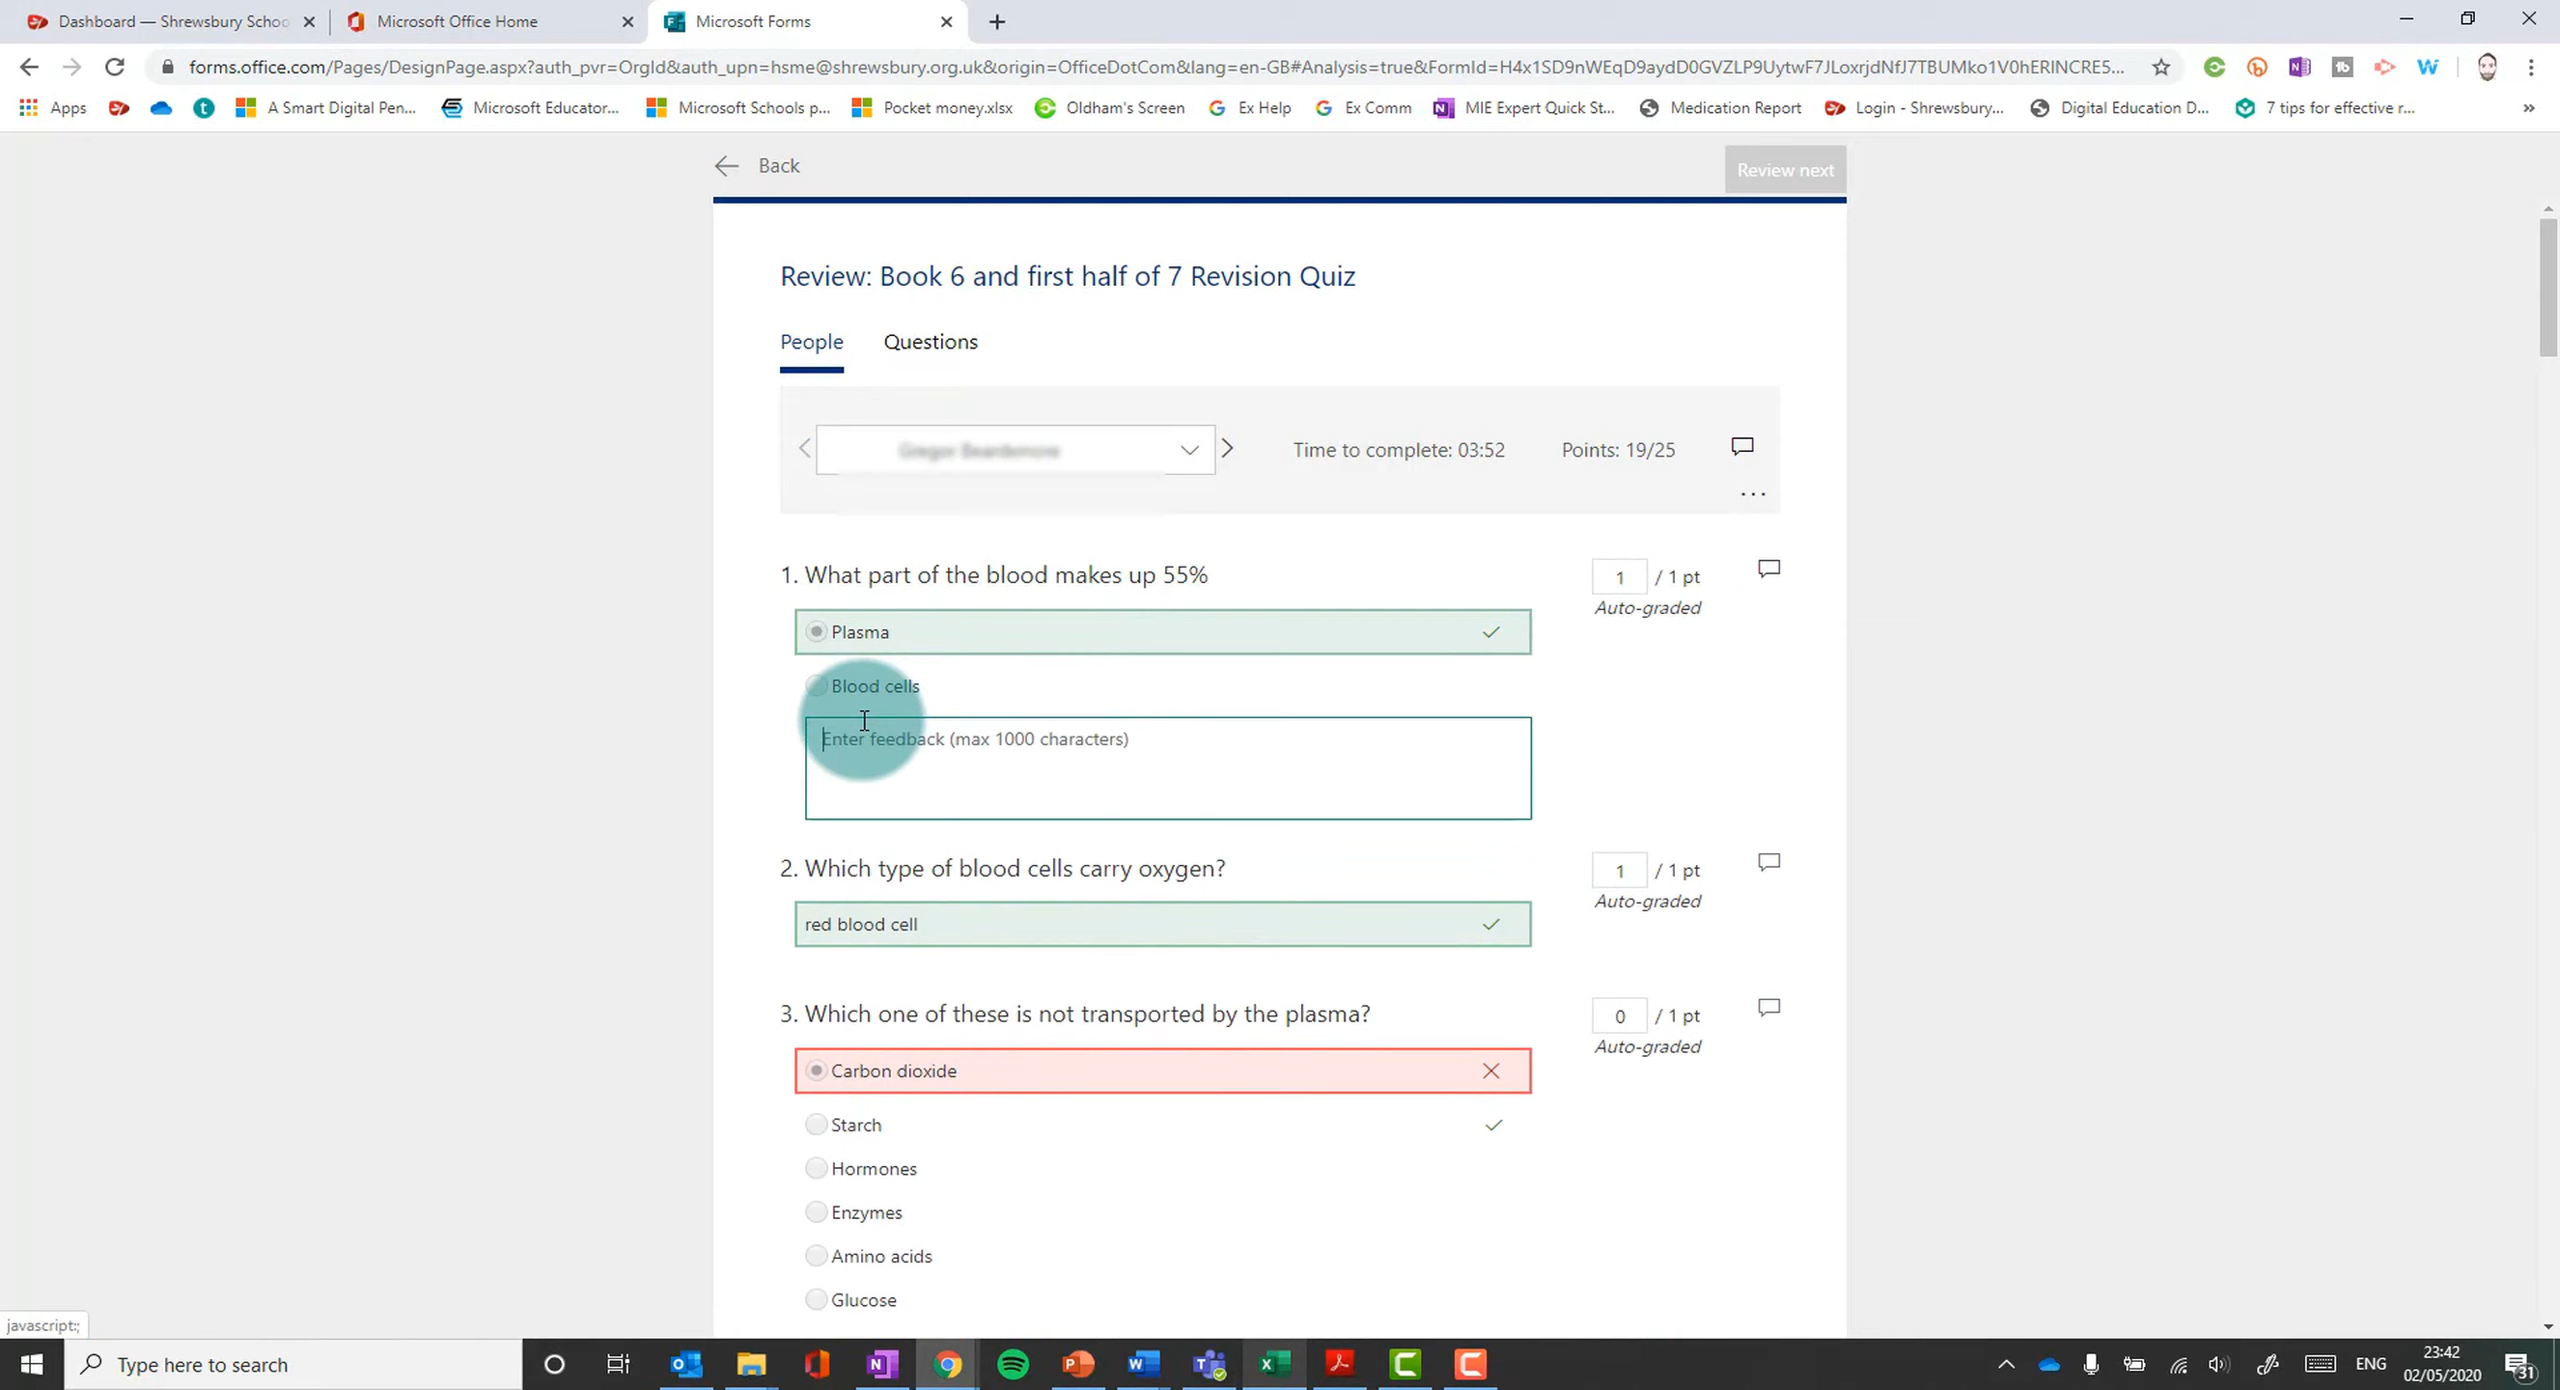 Dashboard — Shrewsbury Schoo
Microsoft Office Home
Microsoft Forms
forms.office.com/Pages/DesignPage.aspx?auth_pvr=OrgId&auth_upn=hsme@shrewsbury.org.uk&origin=OfficeDotCom&lang=en-GB#Analysis=true&FormId=H4x1SD9nWEqD9aydD0GVZLP9UytwF7JLoxrjdNfJ7TBUMko1V0hERlNCRE5...
Apps
A Smart Digital Pen...
Microsoft Educator...
Microsoft Schools p...
Pocket money.xlsx
Oldham's Screen
Ex Help
Ex Comm
MIE Expert Quick St...
Medication Report
Login - Shrewsbury...
Digital Education D...
7 tips for effective r...
Back
Review next
Review: Book 6 and first half of 7 Revision Quiz
People
Questions
Time to complete: 03:52
Points: 19/25
1. What part of the blood makes up 55%
1 / 1 pt
Auto-graded
Plasma
Blood cells
Enter feedback (max 1000 characters)
2. Which type of blood cells carry oxygen?
1 / 1 pt
Auto-graded
red blood cell
3. Which one of these is not transported by the plasma?
0 / 1 pt
Auto-graded
Carbon dioxide
Starch
Hormones
Enzymes
Amino acids
Glucose
javascript:;
Type here to search
ENG
23:42
02/05/2020
31